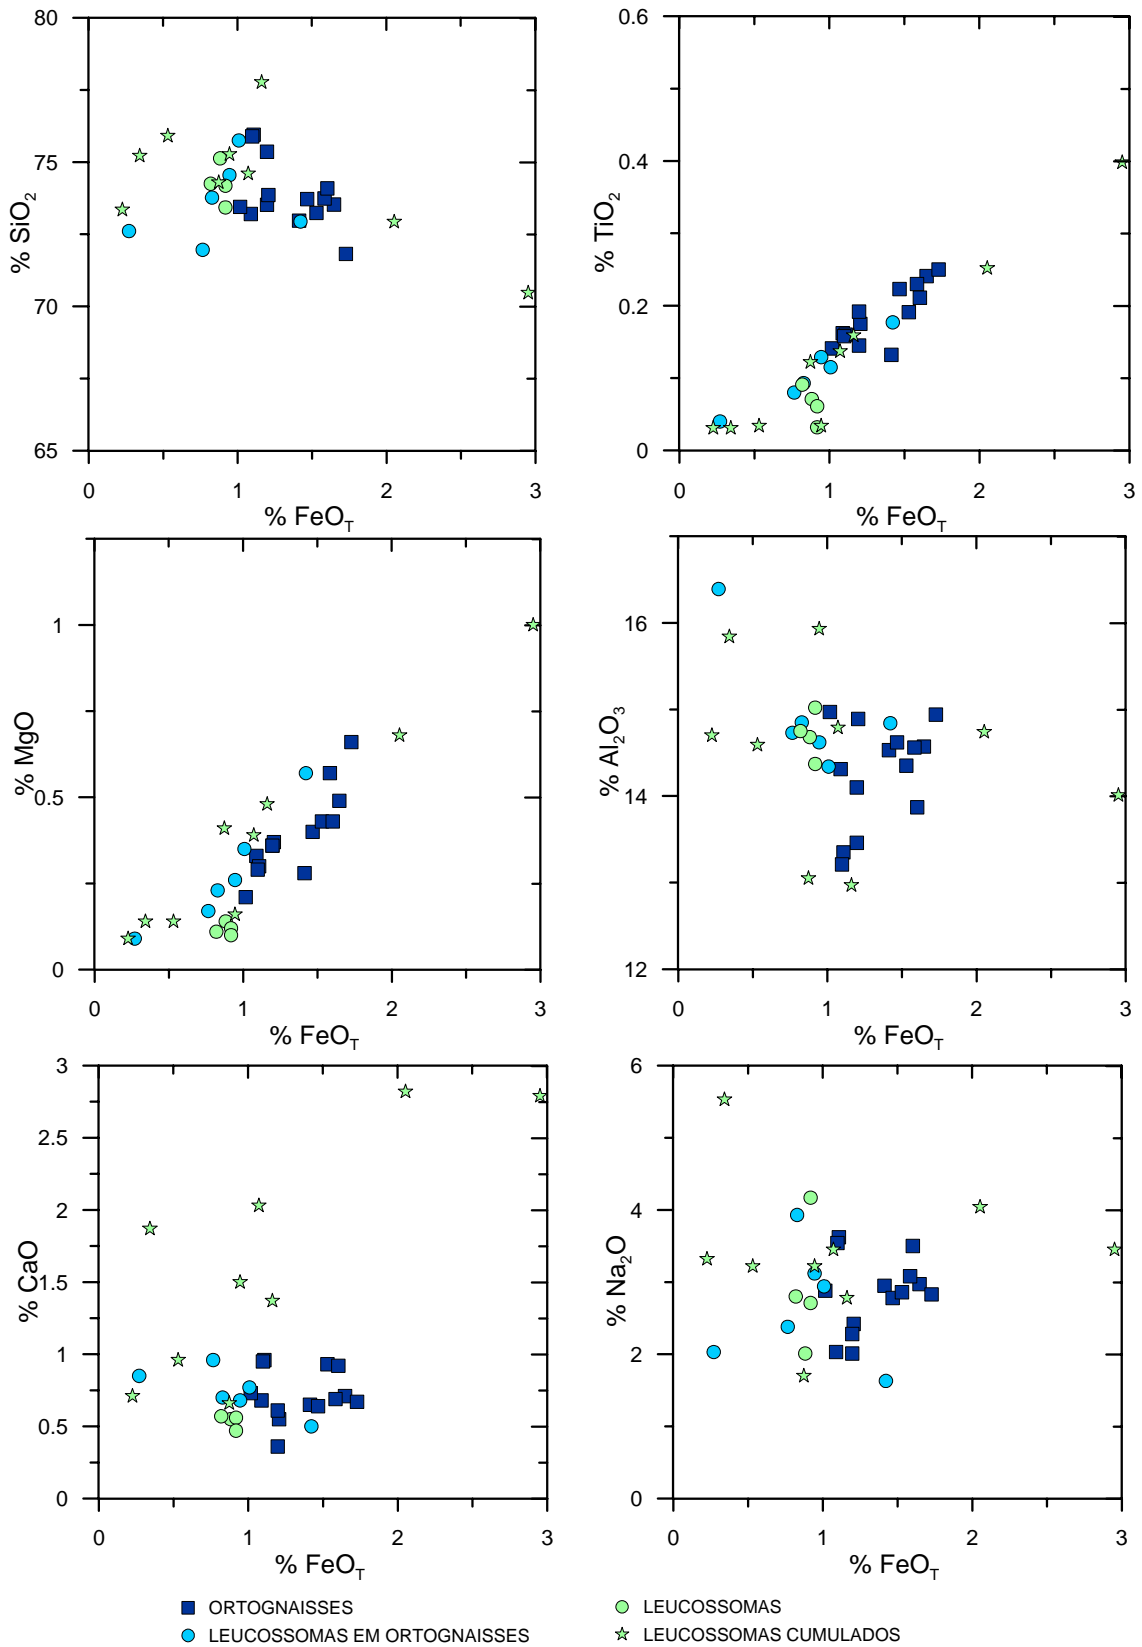 80
75
70
65
% SiO2
0 1 2 3
% FeOT
0.6
0.4
0.2
0
% TiO2
0 1 2 3
% FeOT
1
0.5
0
% MgO
0 1 2 3
% FeOT
16
14
12
% Al2O3
0 1 2 3
% FeOT
3
2.5
2
1.5
1
0.5
0
% CaO
0 1 2 3
% FeOT
6
4
2
0
% Na2O
0 1 2 3
% FeOT
ORTOGNAISSES
LEUCOSSOMAS EM ORTOGNAISSES
LEUCOSSOMAS
LEUCOSSOMAS CUMULADOS